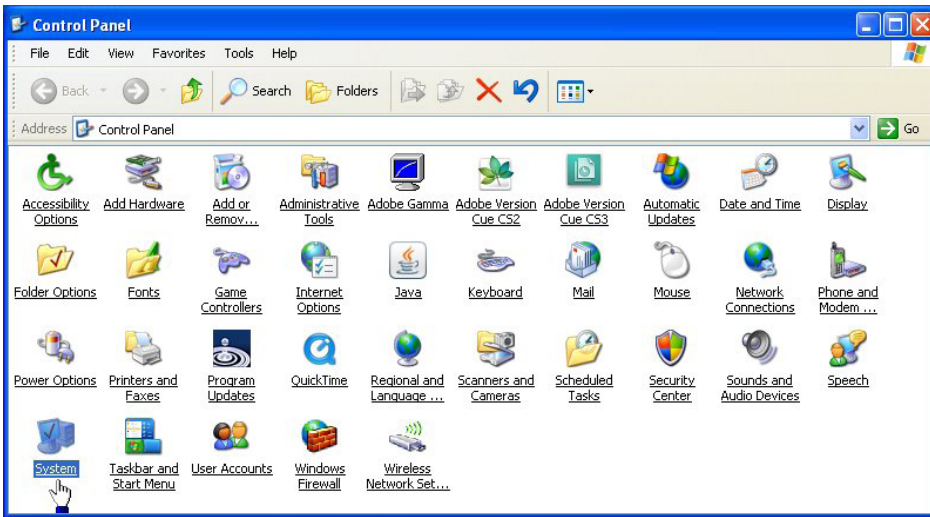 Control Panel
File Edit View Favorites Tools Help
Back Search Folders
Address Control Panel Go
Accessibility Options
Add Hardware
Add or Remov...
Administrative Tools
Adobe Gamma
Adobe Version Cue CS2
Adobe Version Cue CS3
Automatic Updates
Date and Time
Display
Folder Options
Fonts
Game Controllers
Internet Options
Java
Keyboard
Mail
Mouse
Network Connections
Phone and Modem ...
Power Options
Printers and Faxes
Program Updates
QuickTime
Regional and Language ...
Scanners and Cameras
Scheduled Tasks
Security Center
Sounds and Audio Devices
Speech
System
Taskbar and Start Menu
User Accounts
Windows Firewall
Wireless Network Set...